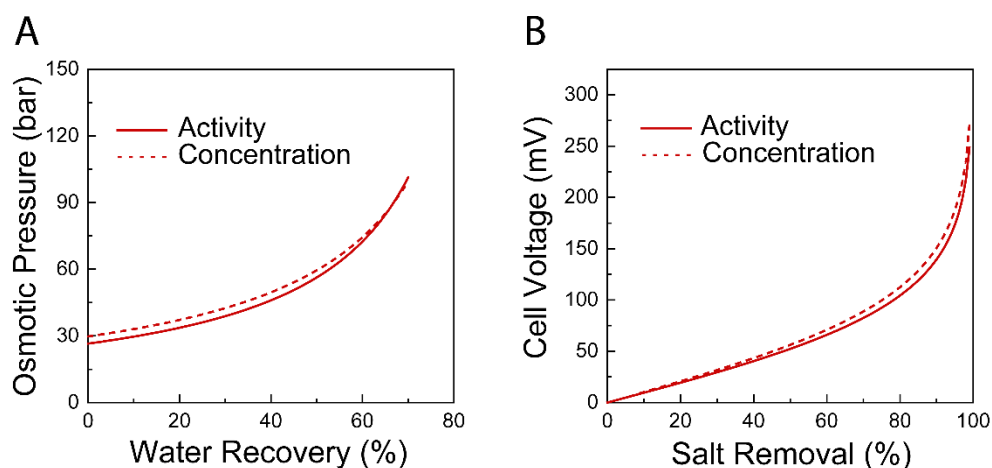 A
Osmotic Pressure (bar)
150
120
90
60
30
0
Activity
Concentration
0 20 40 60 80
Water Recovery (%)
B
Cell Voltage (mV)
300
250
200
150
100
50
0
Activity
Concentration
0 20 40 60 80 100
Salt Removal (%)